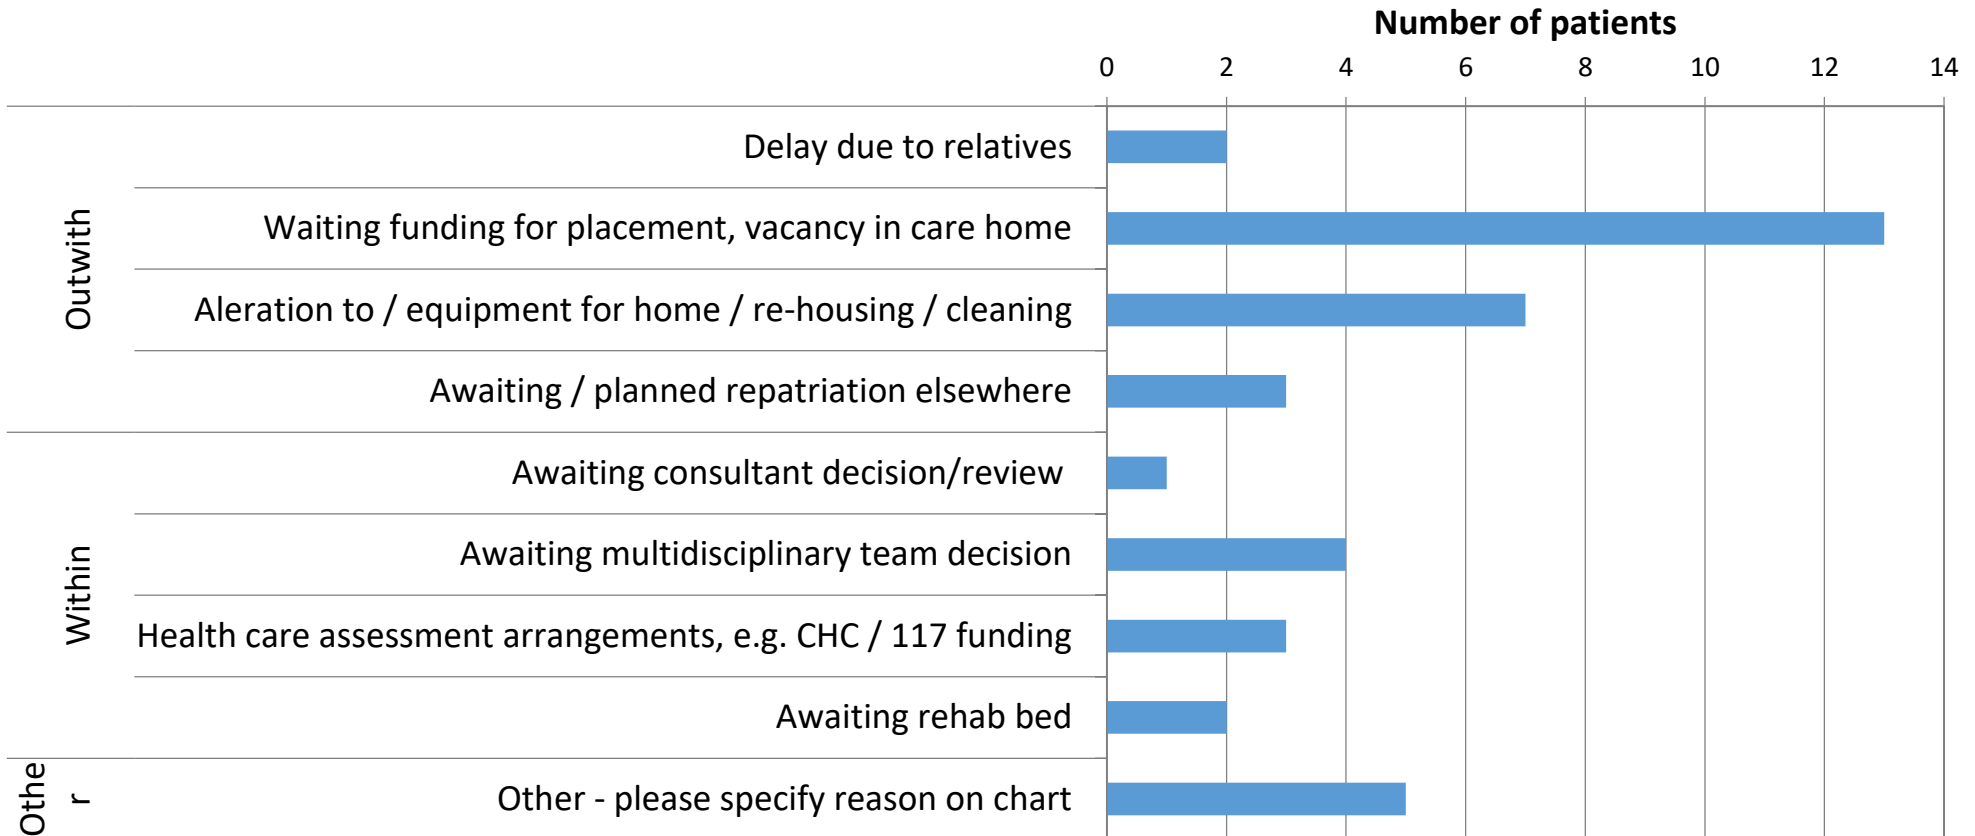 Number of patients
0 2 4 6 8 10 12 14
Outwith
Delay due to relatives
Waiting funding for placement, vacancy in care home
Aleration to / equipment for home / re-housing / cleaning
Awaiting / planned repatriation elsewhere
Within
Awaiting consultant decision/review
Awaiting multidisciplinary team decision
Health care assessment arrangements, e.g. CHC / 117 funding
Awaiting rehab bed
Othe
r
Other - please specify reason on chart